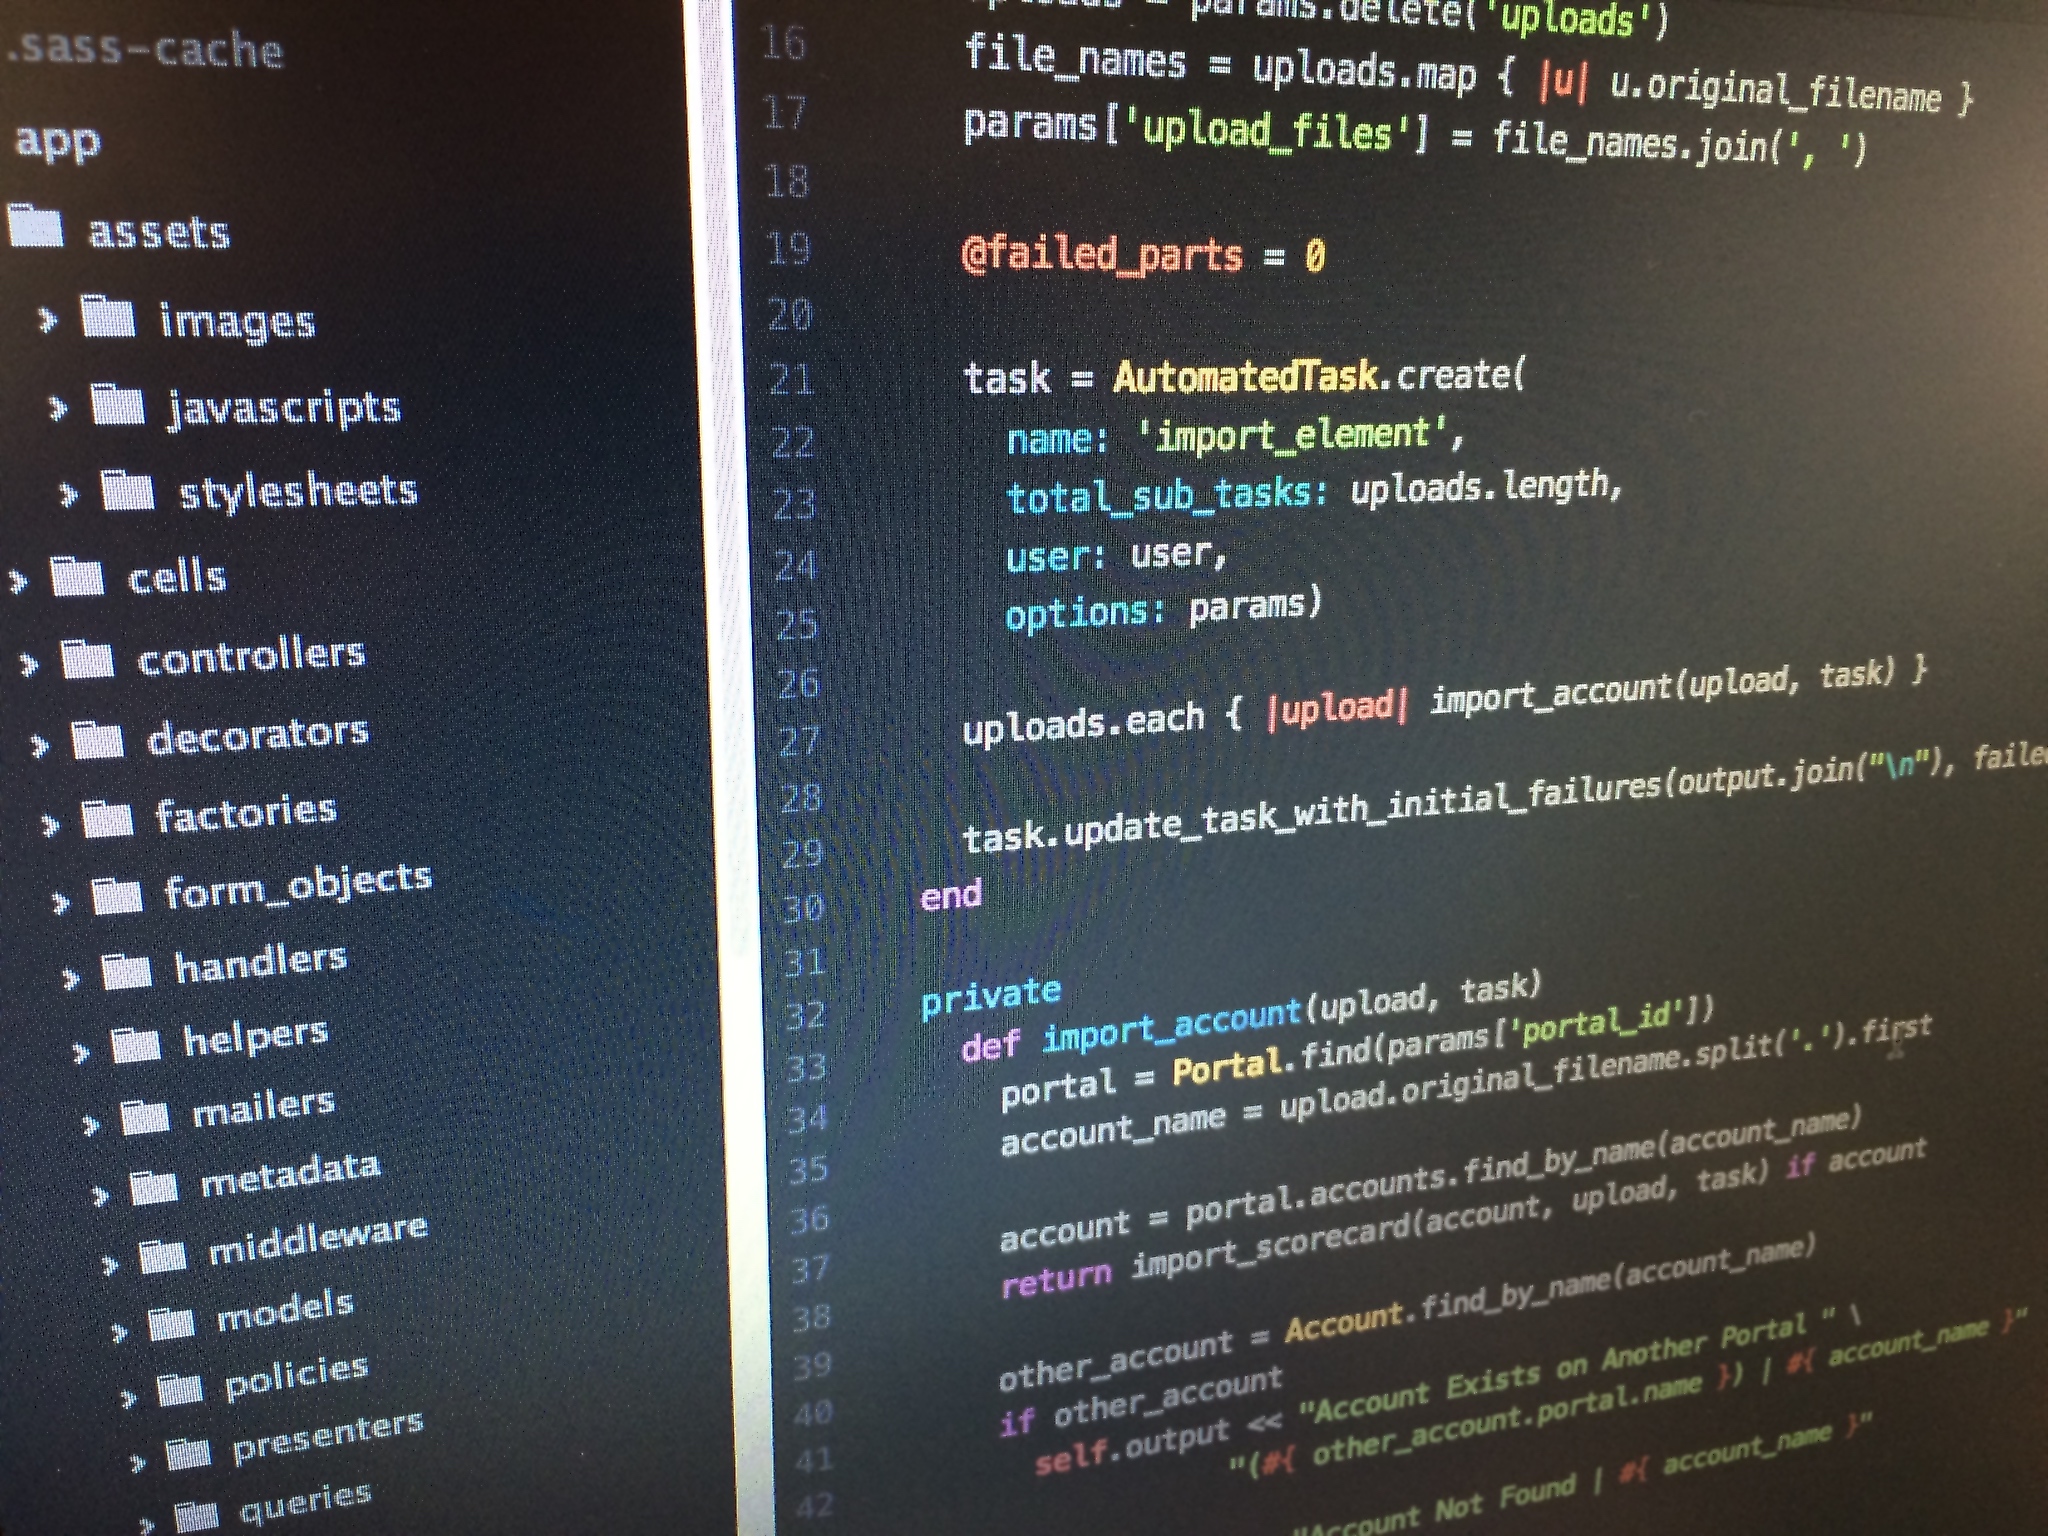 .sass-cache
app
assets
images
javascripts
stylesheets
cells
controllers
decorators
factories
form_objects
handlers
helpers
mailers
metadata
middleware
models
policies
presenters
queries
= params.delete('uploads')
16 file_names = uploads.map { |u| u.original_filename }
17 params['upload_files'] = file_names.join(', ')
18
19 @failed_parts = 0
20
21 task = AutomatedTask.create(
22 name: 'import_element',
23 total_sub_tasks: uploads.length,
24 user: user,
25 options: params)
26
27 uploads.each { |upload| import_account(upload, task) }
28
29 task.update_task_with_initial_failures(output.join("\n"), failed
30 end
31
32 private
33 def import_account(upload, task)
34 portal = Portal.find(params['portal_id'])
35 account_name = upload.original_filename.split('.').first
36
37 account = portal.accounts.find_by_name(account_name)
38 return import_scorecard(account, upload, task) if account
39
40 other_account = Account.find_by_name(account_name)
41 if other_account
42 self.output << "Account Exists on Another Portal " \
"(#{ other_account.portal.name }) | #{ account_name }"
"Account Not Found | #{ account_name }"